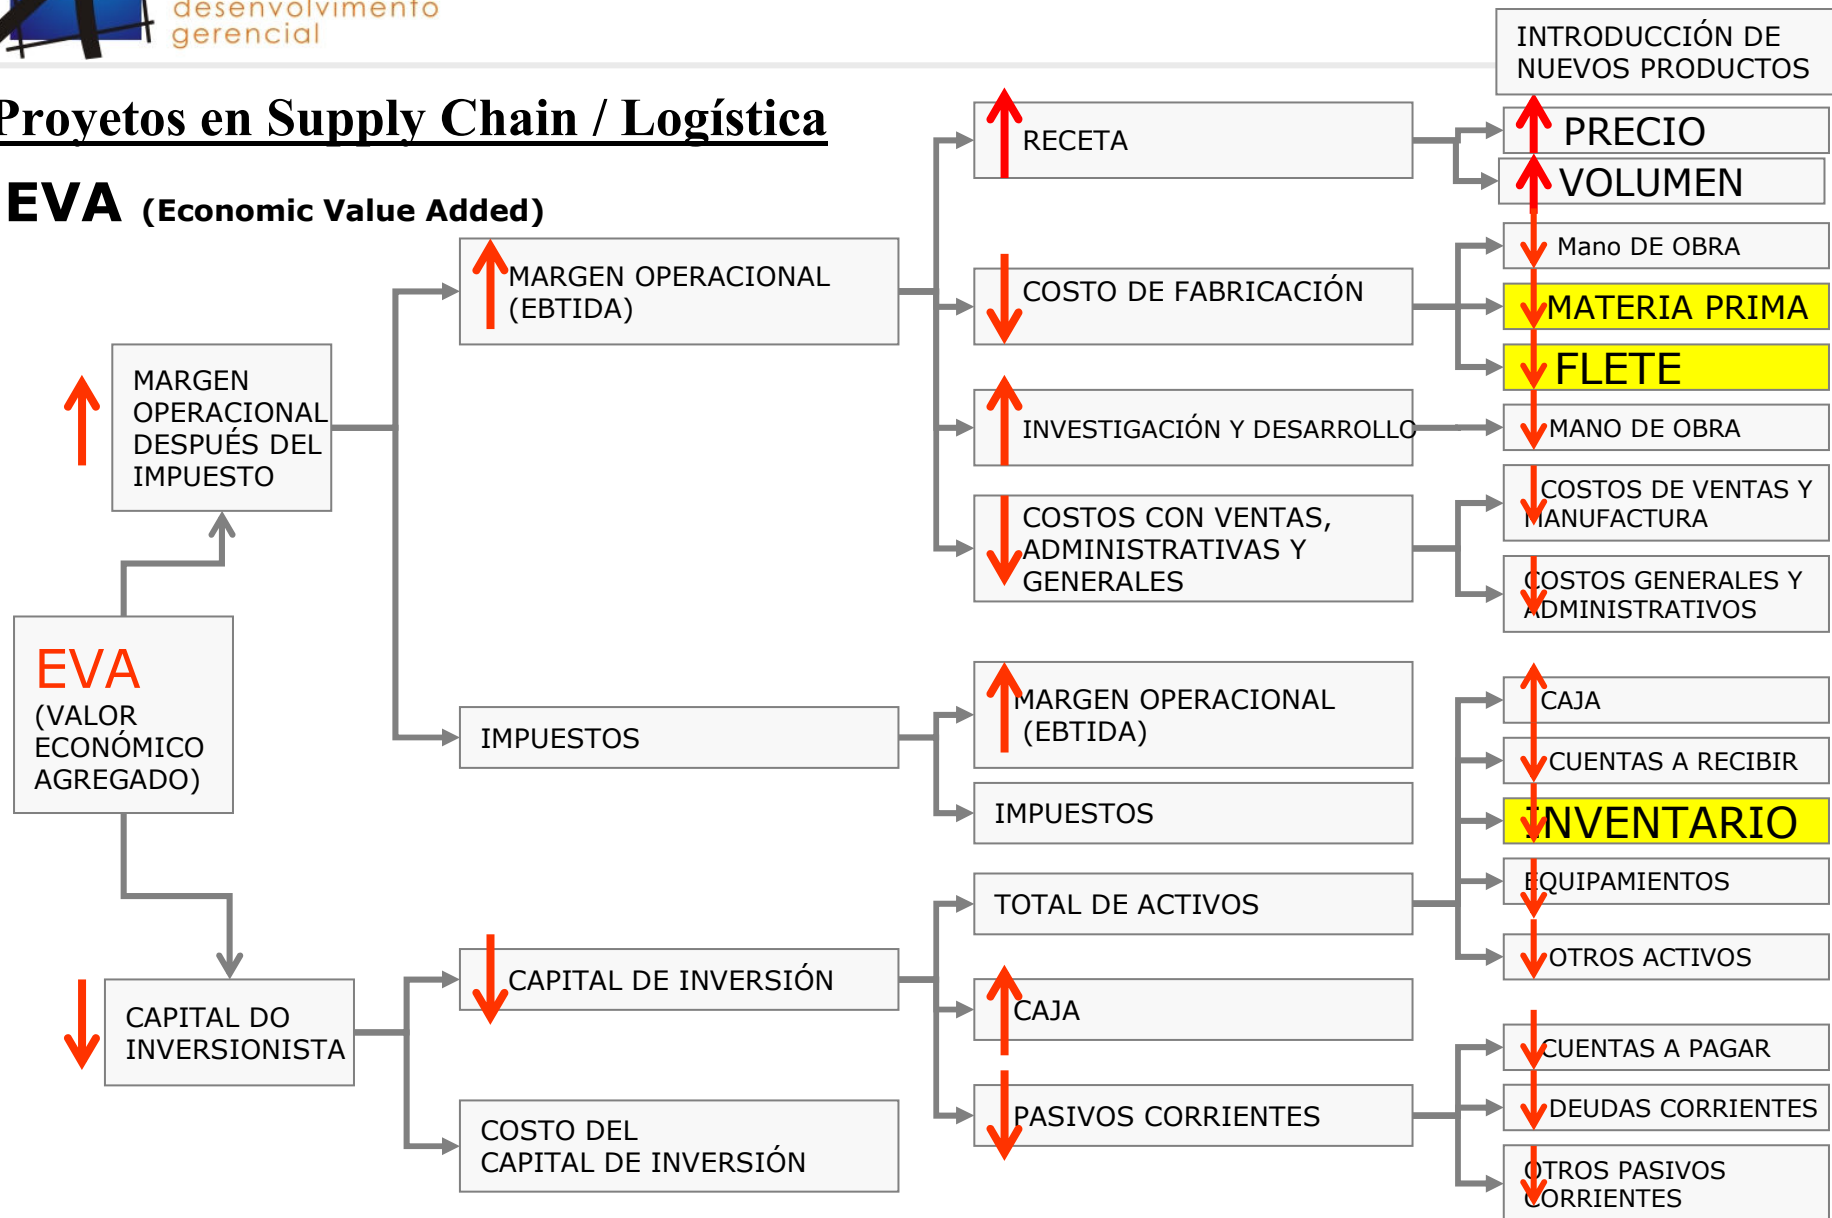 desenvolvimento
gerencial
Proyetos en Supply Chain / Logística
EVA (Economic Value Added)
EVA
(VALOR
ECONÓMICO
AGREGADO)
MARGEN
OPERACIONAL
DESPUÉS DEL
IMPUESTO
CAPITAL DO
INVERSIONISTA
MARGEN OPERACIONAL
(EBTIDA)
IMPUESTOS
CAPITAL DE INVERSIÓN
COSTO DEL
CAPITAL DE INVERSIÓN
RECETA
COSTO DE FABRICACIÓN
INVESTIGACIÓN Y DESARROLLO
COSTOS CON VENTAS,
ADMINISTRATIVAS Y
GENERALES
MARGEN OPERACIONAL
(EBTIDA)
IMPUESTOS
TOTAL DE ACTIVOS
CAJA
PASIVOS CORRIENTES
INTRODUCCIÓN DE
NUEVOS PRODUCTOS
PRECIO
VOLUMEN
Mano DE OBRA
MATERIA PRIMA
FLETE
MANO DE OBRA
COSTOS DE VENTAS Y
MANUFACTURA
COSTOS GENERALES Y
ADMINISTRATIVOS
CAJA
CUENTAS A RECIBIR
INVENTARIO
EQUIPAMIENTOS
OTROS ACTIVOS
CUENTAS A PAGAR
DEUDAS CORRIENTES
OTROS PASIVOS
CORRIENTES